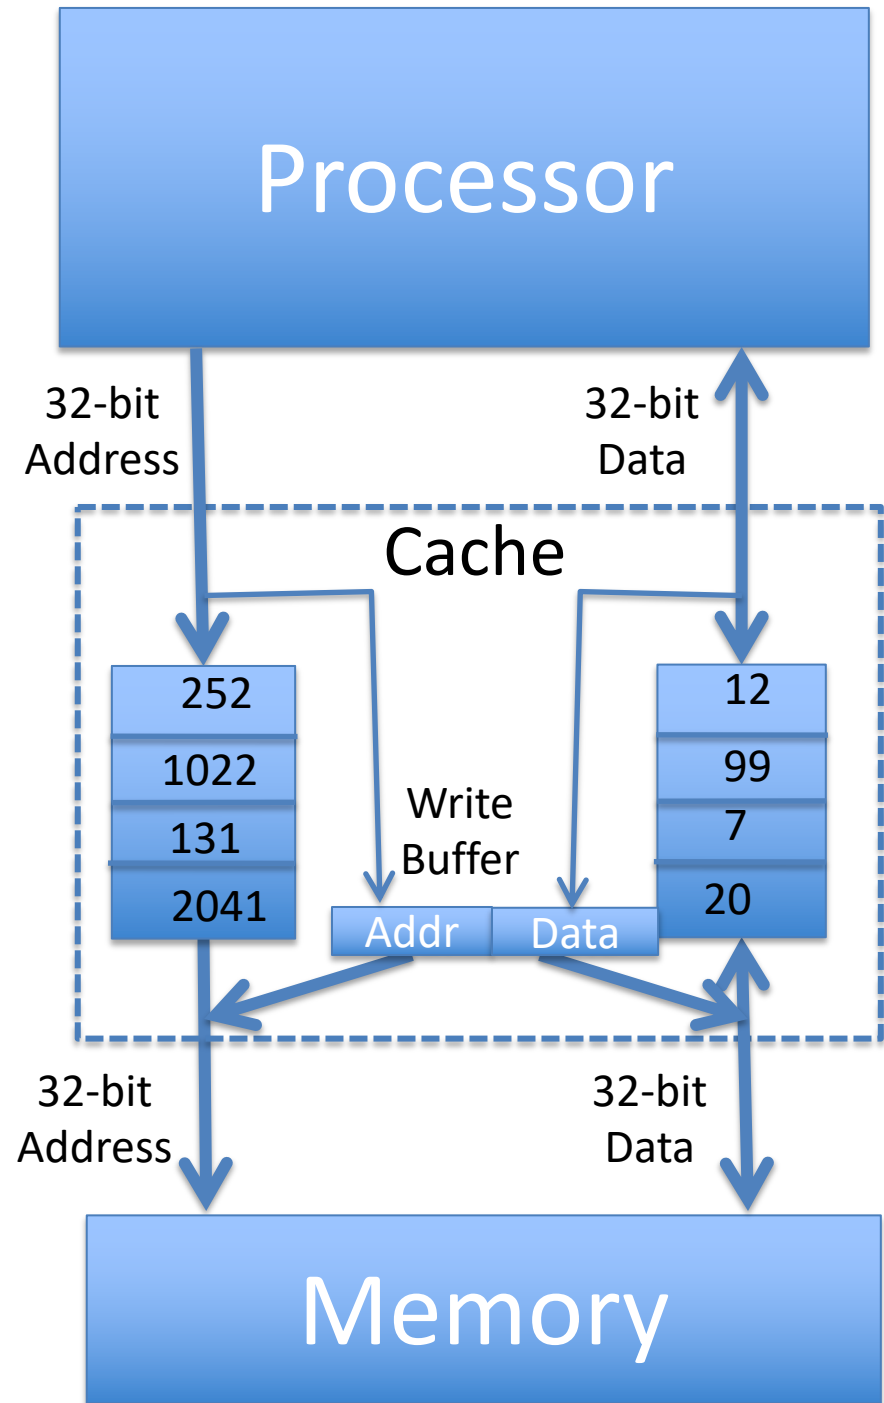 Processor
32-bit
Address
32-bit
Data
Cache
252
1022
131
2041
12
99
7
20
Write
Buffer
Addr
Data
32-bit
Address
32-bit
Data
Memory